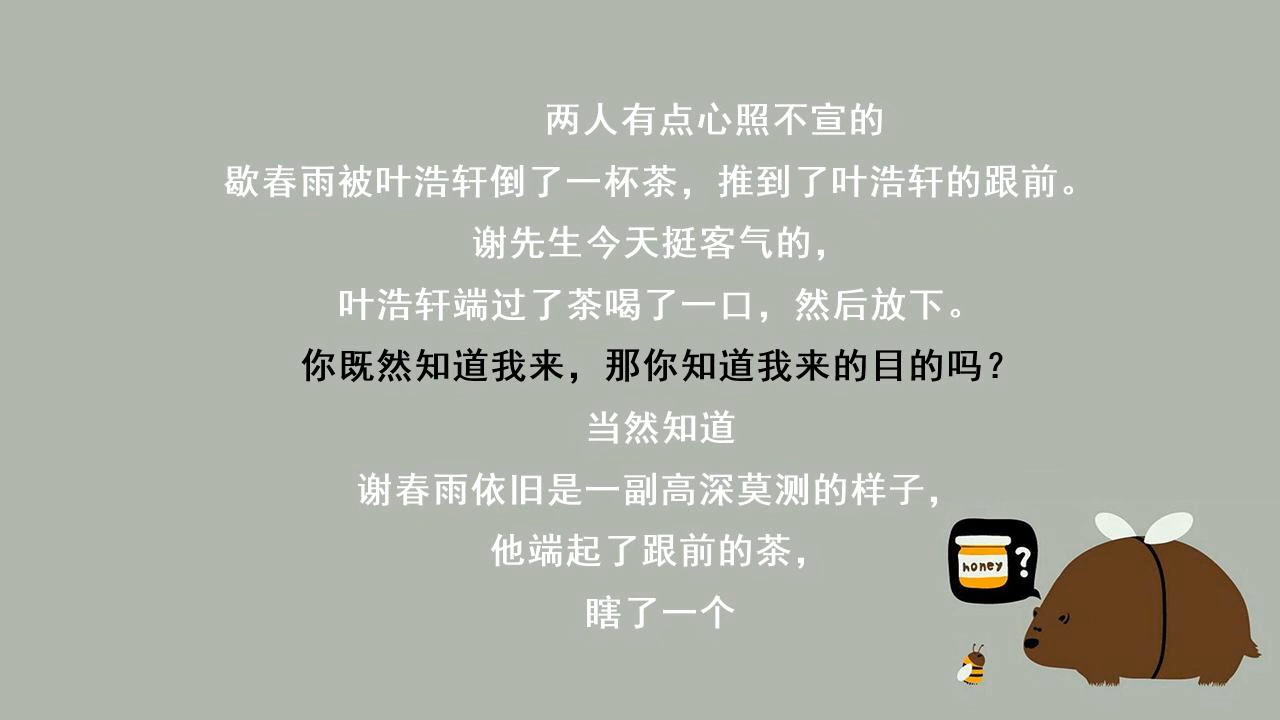 两人有点心照不宣的
歇春雨被叶浩轩倒了一杯茶，推到了叶浩轩的跟前。
谢先生今天挺客气的，
叶浩轩端过了茶喝了一口，然后放下。
你既然知道我来，那你知道我来的目的吗？
当然知道
谢春雨依旧是一副高深莫测的样子，
他端起了跟前的茶，
瞎了一个
honey ?